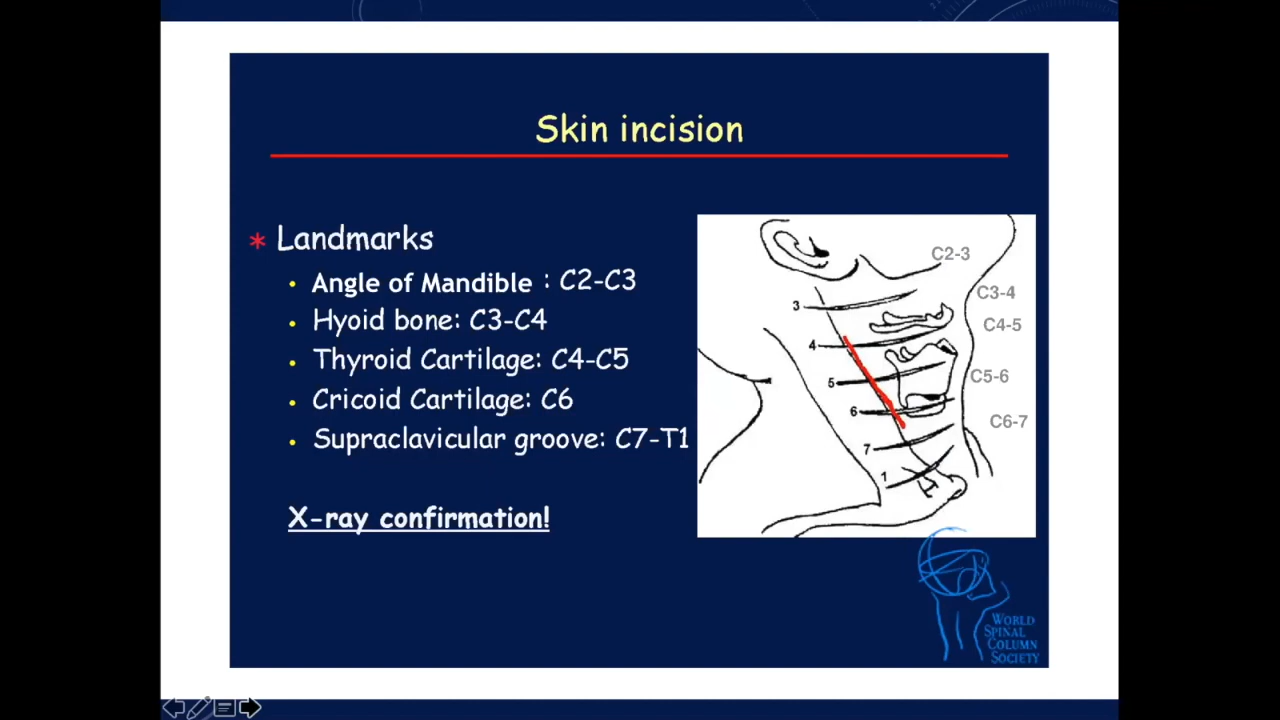 Skin incision
* Landmarks
• Angle of Mandible : C2-C3
• Hyoid bone: C3-C4
• Thyroid Cartilage: C4-C5
• Cricoid Cartilage: C6
• Supraclavicular groove: C7-T1
X-ray confirmation!
C2-3
3
C3-4
4
C4-5
5
C5-6
6
C6-7
7
1
WORLD
SPINAL
COLUMN
SOCIETY